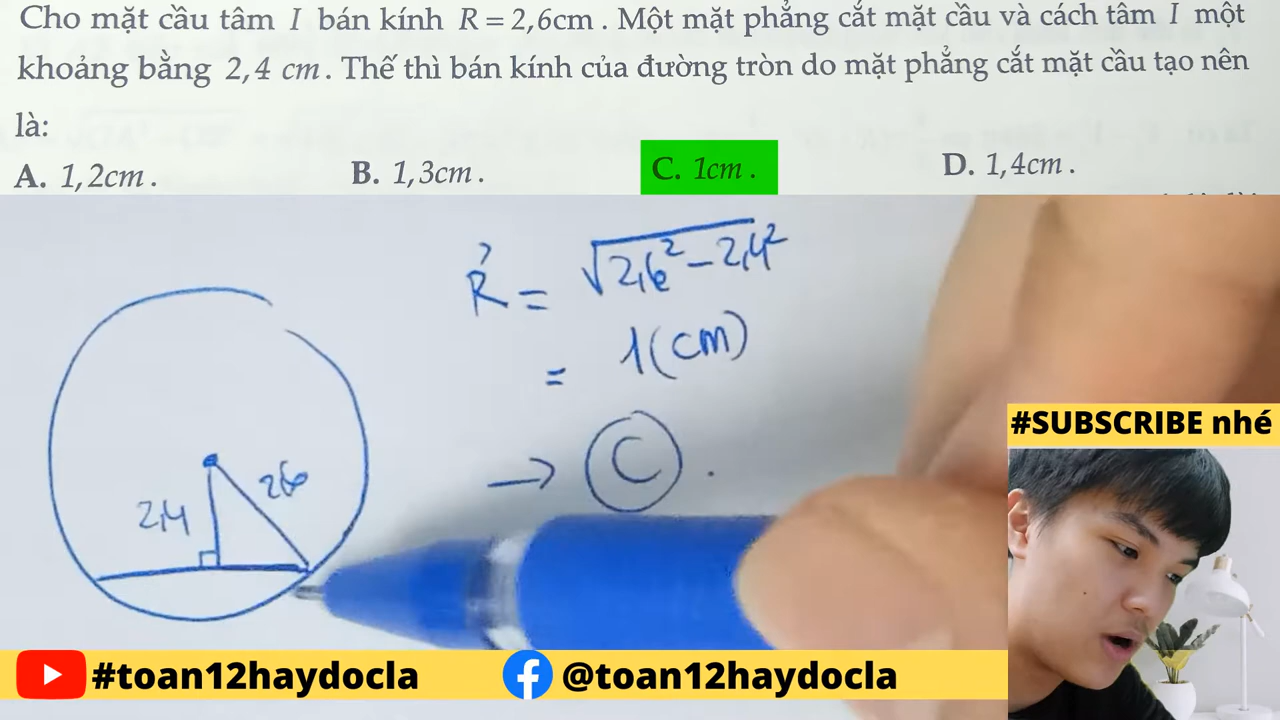 Cho mặt cầu tâm I bán kính R = 2,6cm. Một mặt phẳng cắt mặt cầu và cách tâm I một
khoảng bằng 2,4 cm. Thế thì bán kính của đường tròn do mặt phẳng cắt mặt cầu tạo nên
là:
A. 1,2cm. B. 1,3cm. C. 1cm. D. 1,4cm.
R' = √2,6² - 2,4²
= 1(cm)
→ C.
2,4 2,6
#SUBSCRIBE nhé
#toan12haydocla @toan12haydocla